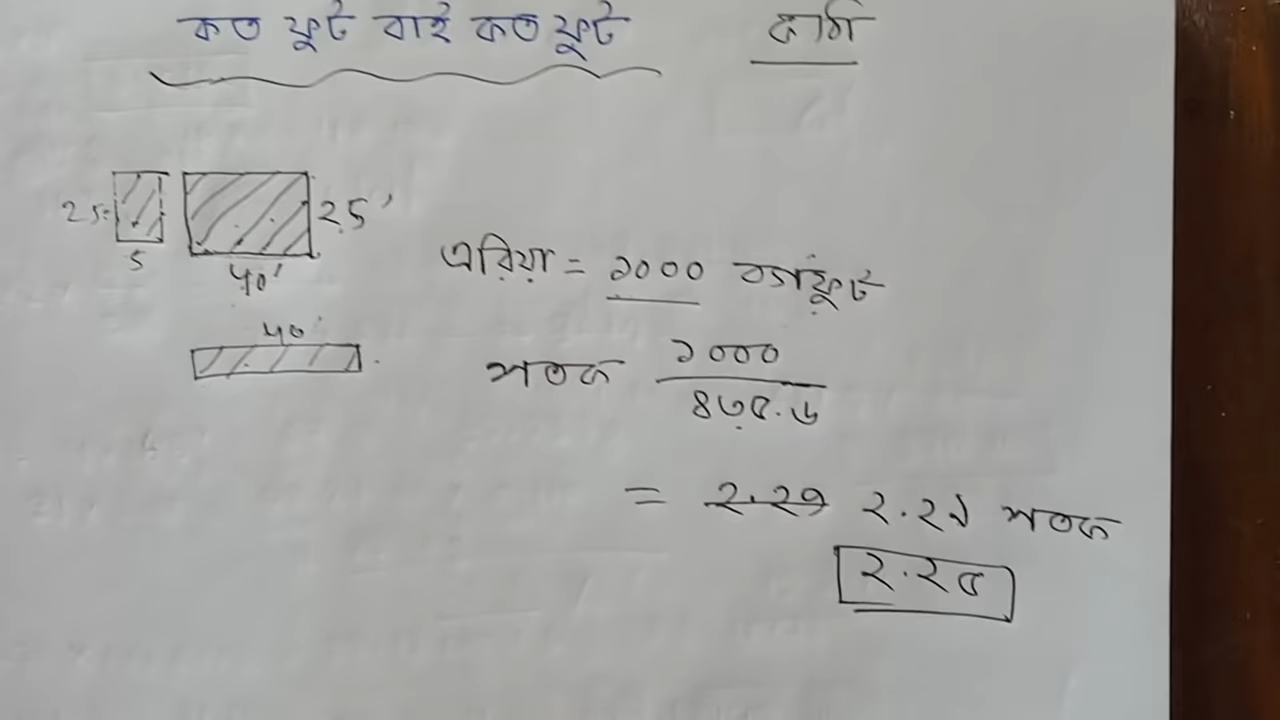 কত ফুট বাই কত ফুট
25'
25'
5
40'
এরিয়া = ১০০০ বর্গফুট
40'
শতক ১০০০
৪৩৫.৬
= ২.২৯ ২.২৯ শতক
২.২৫